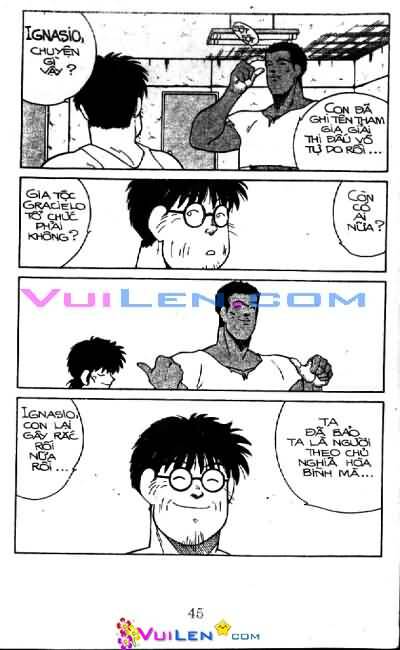 IGNASIO,
CHUYỆN
GÌ
VẬY?
CON ĐÃ
GHI TÊN THAM
GIA GIẢI
THI ĐẤU VÕ
TỰ DO RỒI...
GIA TỘC
GRACIELO
TỔ CHỨC
PHẢI
KHÔNG?
CÒN
CÓ
AI
NỮA?
VUILEN.COM
IGNASIO,
CON LẠI
GÂY RẮC
RỐI
NỮA
RỒI...
TA
ĐÃ BẢO
TA LÀ NGƯỜI
THEO CHỦ
NGHĨA HÒA
BÌNH MÃ...
45
VUILEN.COM